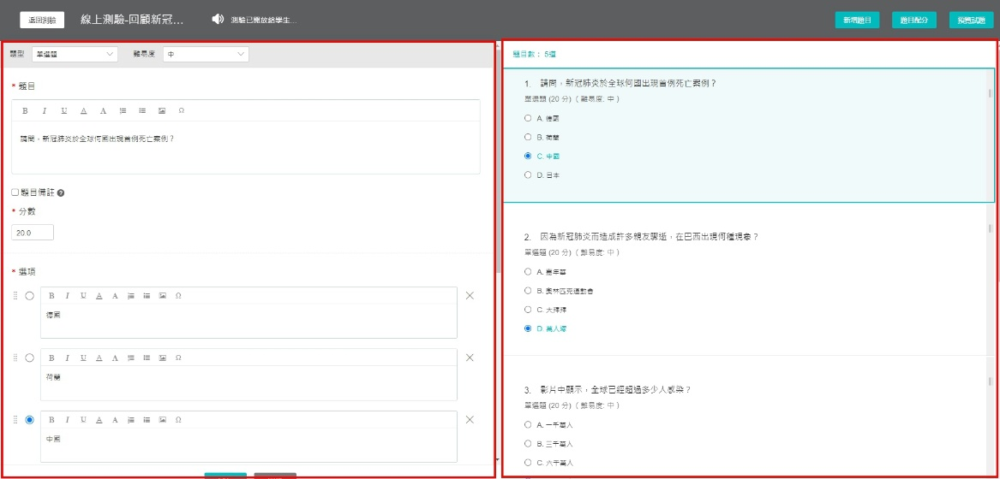 返回測驗
線上測驗-回顧新冠...
測驗已開放給學生...
新增題目
題目配分
預覽試題
題型
單選題
難易度
中
* 題目
B I U A A Ω
請問，新冠肺炎於全球何國出現首例死亡案例？
題目備註
* 分數
20.0
* 選項
B I U A A Ω
德國
B I U A A Ω
荷蘭
B I U A A Ω
中國
題目數： 5題
1. 請問，新冠肺炎於全球何國出現首例死亡案例？
單選題 (20 分) ( 難易度: 中 )
A. 德國
B. 荷蘭
C. 中國
D. 日本
2. 因為新冠肺炎而造成許多親友驟逝，在巴西出現何種現象？
單選題 (20 分) ( 難易度: 中 )
A. 嘉年華
B. 奧林匹克運動會
C. 大拜拜
D. 萬人塚
3. 影片中顯示，全球已經超過多少人感染？
單選題 (20 分) ( 難易度: 中 )
A. 一千萬人
B. 三千萬人
C. 六千萬人